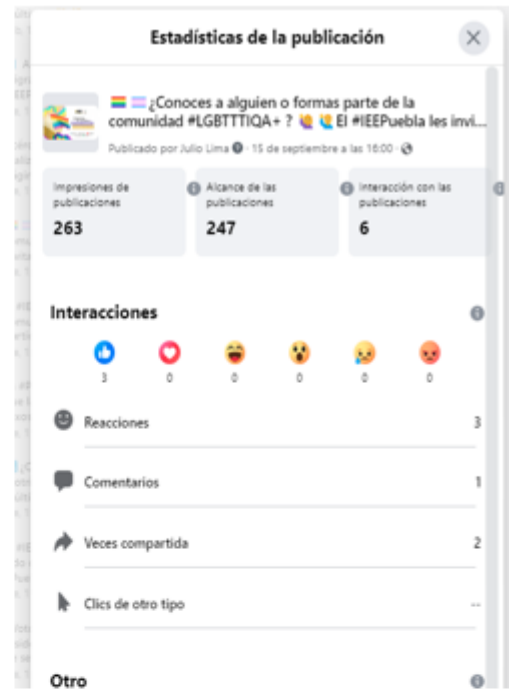 Estadísticas de la publicación
¿Conoces a alguien o formas parte de la
comunidad #LGBTTTIQA+ ? El #IEEPuebla les invi...
Publicado por Julio Lima · 15 de septiembre a las 16:00 ·
Impresiones de
publicaciones
263
Alcance de las
publicaciones
247
Interacción con las
publicaciones
6
Interacciones
3 0 0 0 0 0
Reacciones 3
Comentarios 1
Veces compartida 2
Clics de otro tipo --
Otro